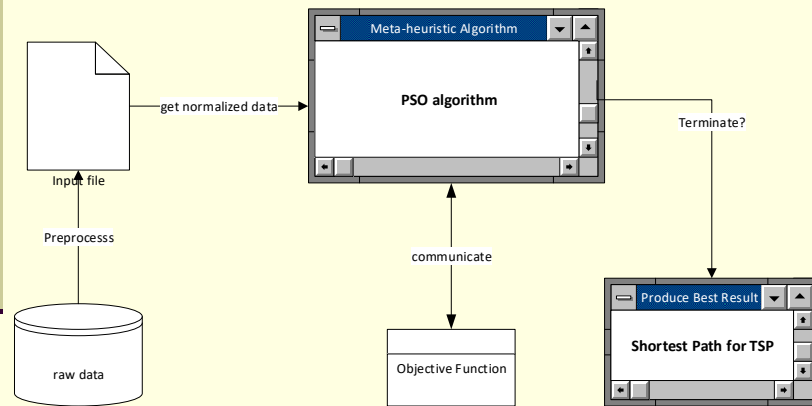 Meta-heuristic Algorithm
PSO algorithm
get normalized data
Terminate?
Input file
Preprocesss
communicate
Produce Best Result
Shortest Path for TSP
Objective Function
raw data